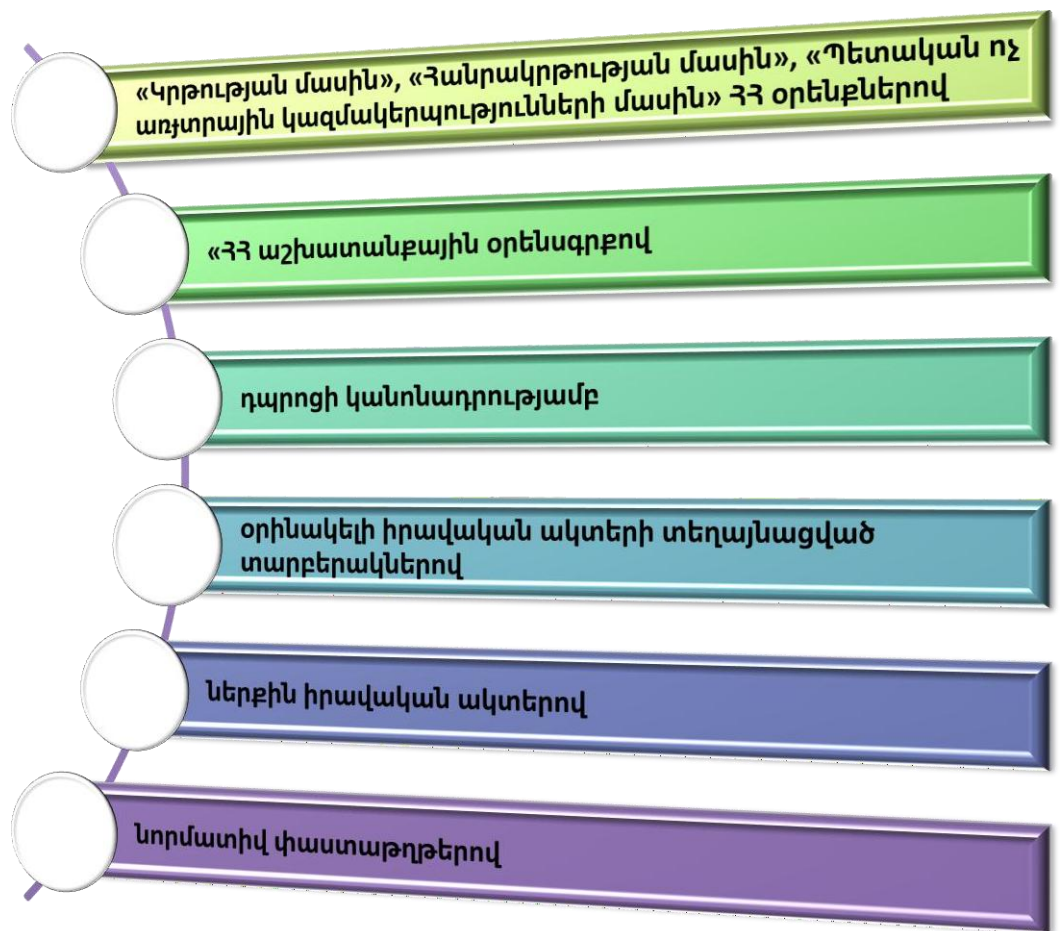 «Կրթության մասին», «Հանրակրթության մասին», «Պետական ոչ
առևտրային կազմակերպությունների մասին» ՀՀ օրենքներով
«ՀՀ աշխատանքային օրենսգրքով
դպրոցի կանոնադրությամբ
օրինակելի իրավական ակտերի տեղայնացված
տարբերակներով
ներքին իրավական ակտերով
նորմատիվ փաստաթղթերով